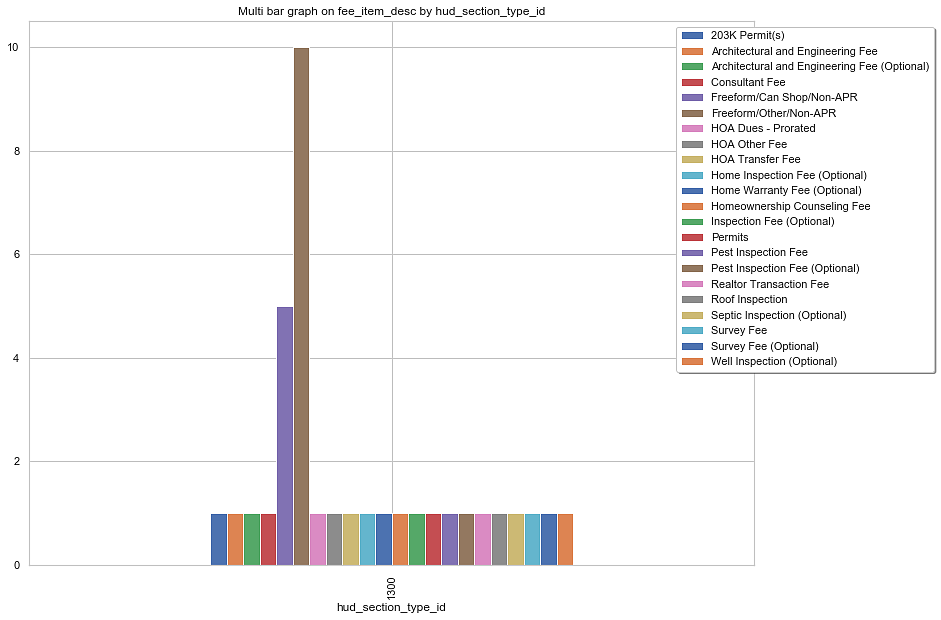 Multi bar graph on fee_item_desc by hud_section_type_id
10
8
6
4
2
0
1300
hud_section_type_id
203K Permit(s)
Architectural and Engineering Fee
Architectural and Engineering Fee (Optional)
Consultant Fee
Freeform/Can Shop/Non-APR
Freeform/Other/Non-APR
HOA Dues - Prorated
HOA Other Fee
HOA Transfer Fee
Home Inspection Fee (Optional)
Home Warranty Fee (Optional)
Homeownership Counseling Fee
Inspection Fee (Optional)
Permits
Pest Inspection Fee
Pest Inspection Fee (Optional)
Realtor Transaction Fee
Roof Inspection
Septic Inspection (Optional)
Survey Fee
Survey Fee (Optional)
Well Inspection (Optional)